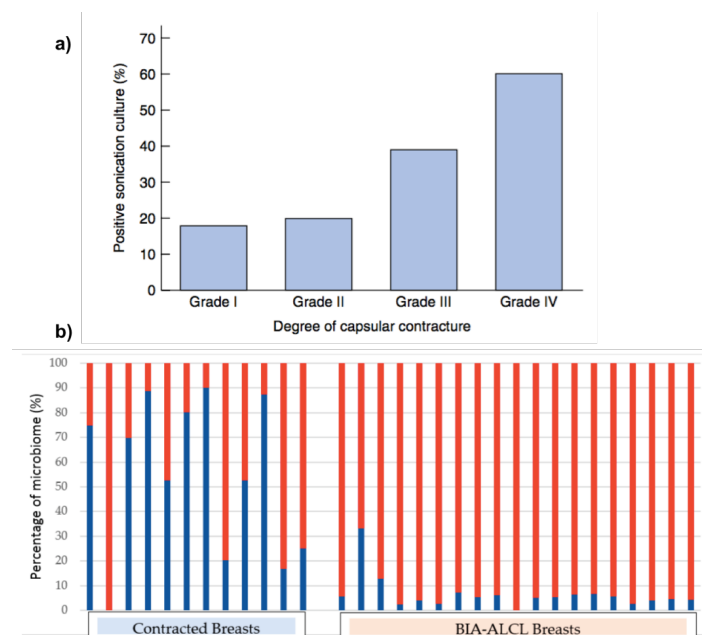 a)
Positive sonication culture (%)
70
60
50
40
30
20
10
0
Grade I Grade II Grade III Grade IV
Degree of capsular contracture
b)
Percentage of microbiome (%)
100
90
80
70
60
50
40
30
20
10
0
Contracted Breasts BIA-ALCL Breasts